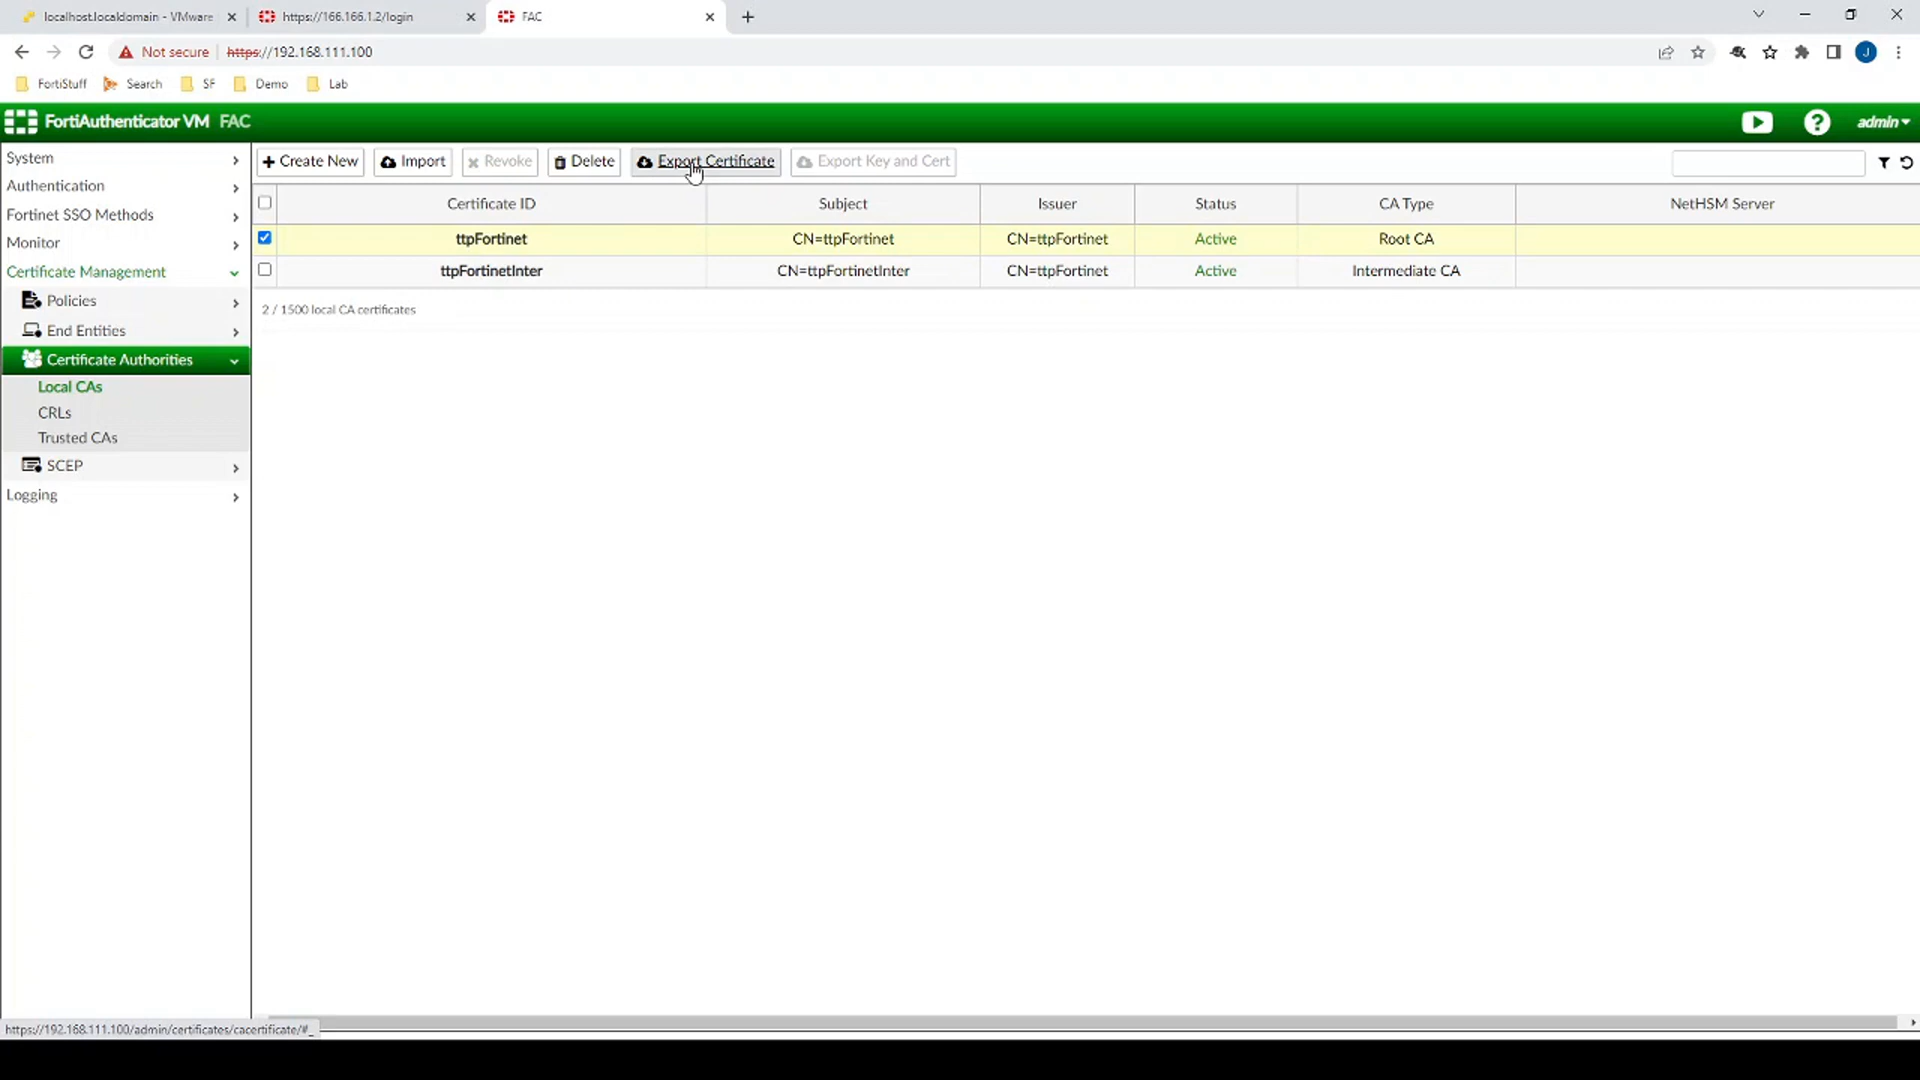 localhost.localdomain - VMware
https://166.166.1.2/login
FAC
Not secure
https://192.168.111.100
J
FortiStuff
Search
SF
Demo
Lab
FortiAuthenticator VM FAC
admin
System
Authentication
Fortinet SSO Methods
Monitor
Certificate Management
Policies
End Entities
Certificate Authorities
Local CAs
CRLs
Trusted CAs
SCEP
Logging
Create New
Import
Revoke
Delete
Export Certificate
Export Key and Cert
Certificate ID Subject Issuer Status CA Type NetHSM Server
ttpFortinet CN=ttpFortinet CN=ttpFortinet Active Root CA
ttpFortinetInter CN=ttpFortinetInter CN=ttpFortinet Active Intermediate CA
2 / 1500 local CA certificates
https://192.168.111.100/admin/certificates/cacertificate/#_